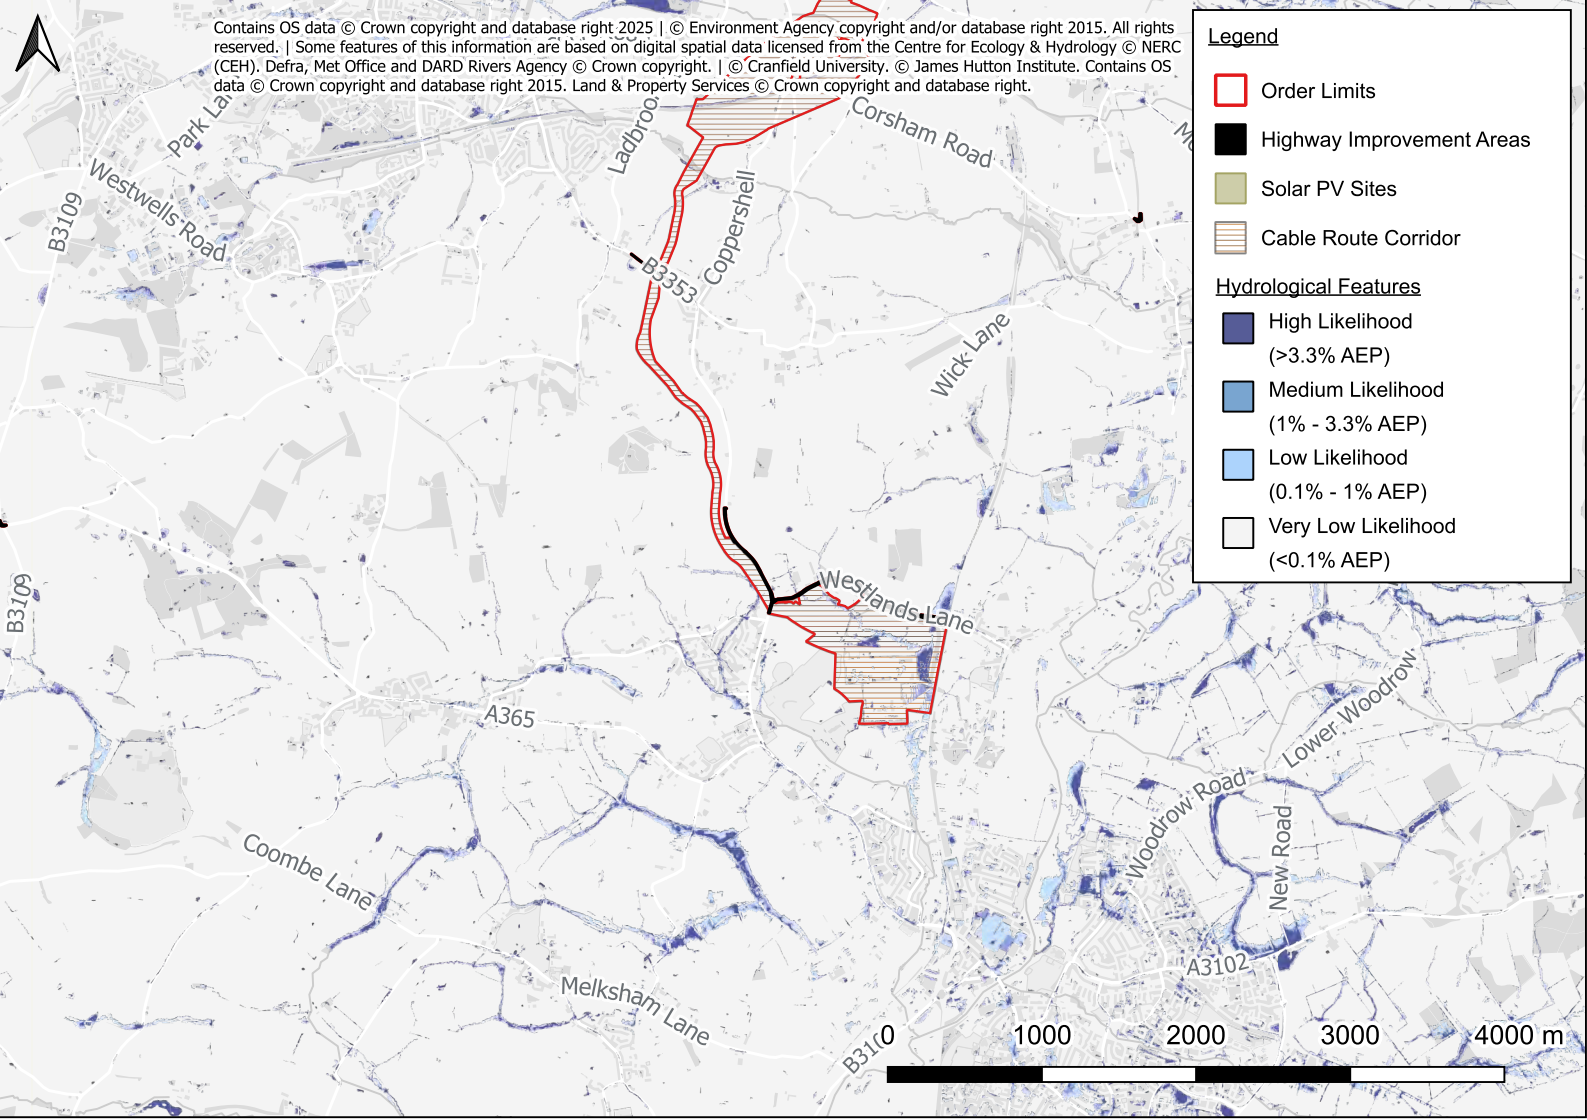 Contains OS data © Crown copyright and database right 2025 | © Environment Agency copyright and/or database right 2015. All rights
reserved. | Some features of this information are based on digital spatial data licensed from the Centre for Ecology & Hydrology © NERC
(CEH). Defra, Met Office and DARD Rivers Agency © Crown copyright. | © Cranfield University. © James Hutton Institute. Contains OS
data © Crown copyright and database right 2015. Land & Property Services © Crown copyright and database right.
Legend
Order Limits
Highway Improvement Areas
Solar PV Sites
Cable Route Corridor
Hydrological Features
High Likelihood
(>3.3% AEP)
Medium Likelihood
(1% - 3.3% AEP)
Low Likelihood
(0.1% - 1% AEP)
Very Low Likelihood
(<0.1% AEP)
Park
Corsham Road
Westwells Road
B3109
Coppershell
B3353
Wick Lane
Westlands Lane
B3109
A365
Lower Woodrow
Woodrow Road
New Road
Coombe Lane
A3102
Melksham Lane
0 1000 2000 3000 4000 m